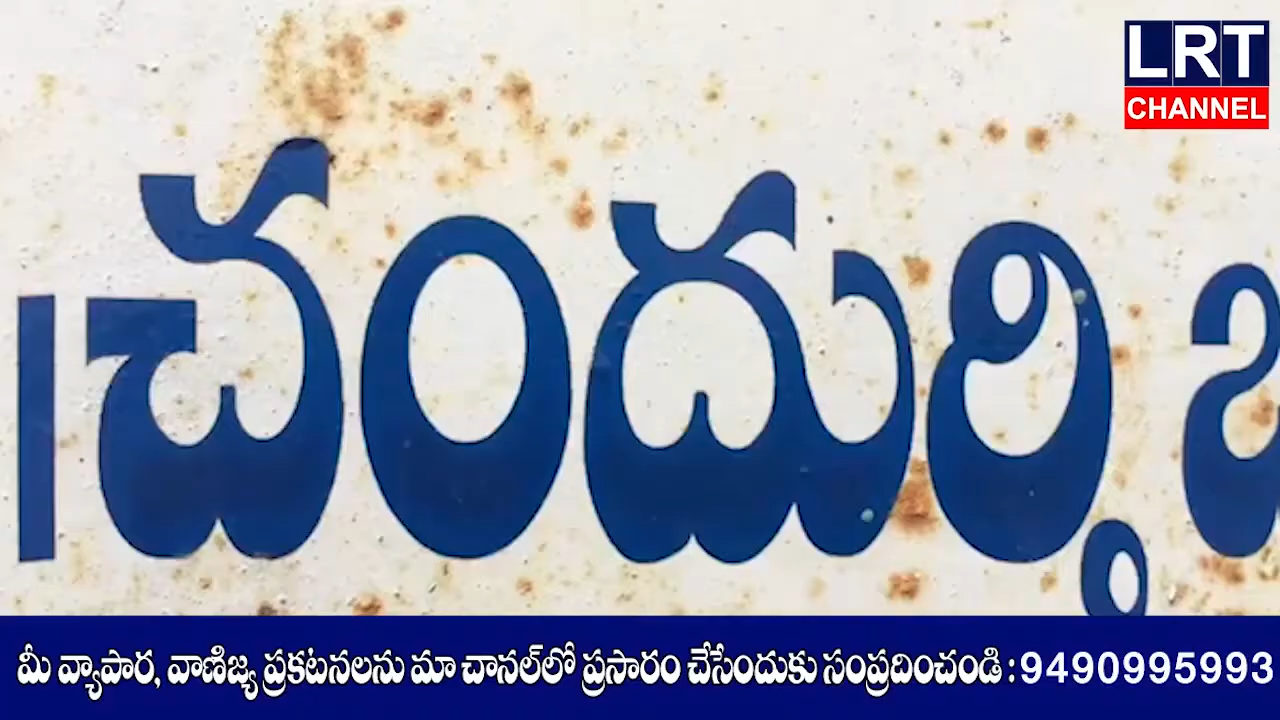 LRT
CHANNEL
చందుర్తి
మీ వ్యాపార, వాణిజ్య ప్రకటనలను మా చానల్‌లో ప్రసారం చేసేందుకు సంప్రదించండి : 9490995993